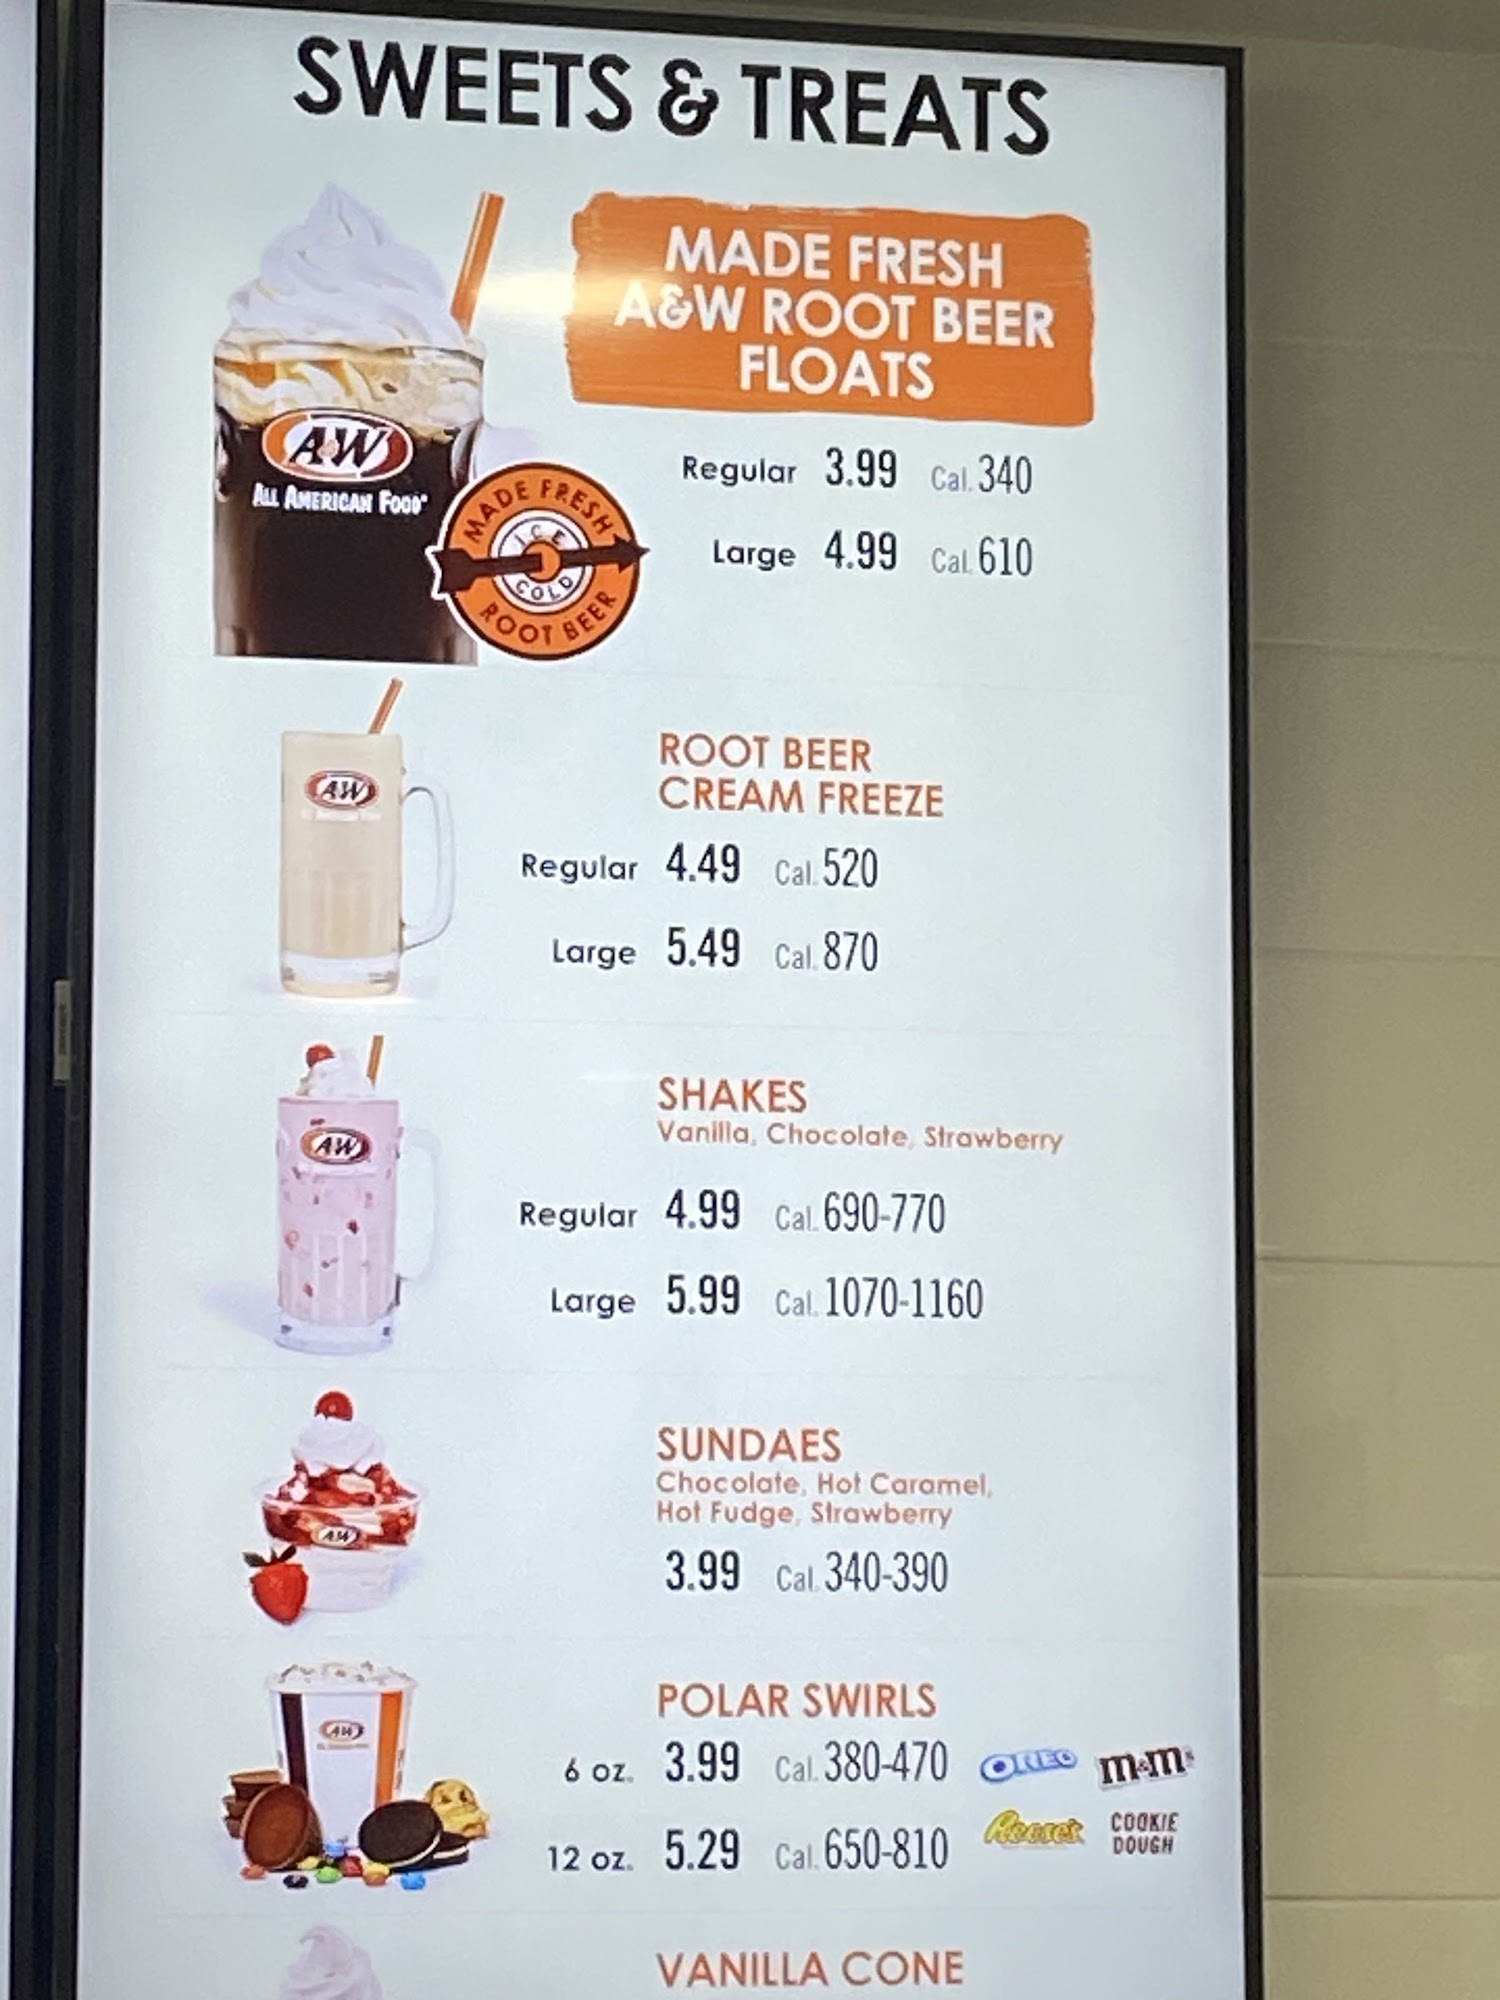 SWEETS & TREATS
MADE FRESH
A&W ROOT BEER
FLOATS
A&W
ALL AMERICAN FOOD
MADE FRESH
ICE
COLD
ROOT BEER
Regular 3.99 Cal. 340
Large 4.99 Cal. 610
A&W
ROOT BEER
CREAM FREEZE
Regular 4.49 Cal. 520
Large 5.49 Cal. 870
A&W
SHAKES
Vanilla, Chocolate, Strawberry
Regular 4.99 Cal. 690-770
Large 5.99 Cal. 1070-1160
A&W
SUNDAES
Chocolate, Hot Caramel,
Hot Fudge, Strawberry
3.99 Cal. 340-390
A&W
POLAR SWIRLS
6 oz. 3.99 Cal. 380-470
OREO m&m's
12 oz. 5.29 Cal. 650-810
Reese's COOKIE
DOUGH
VANILLA CONE